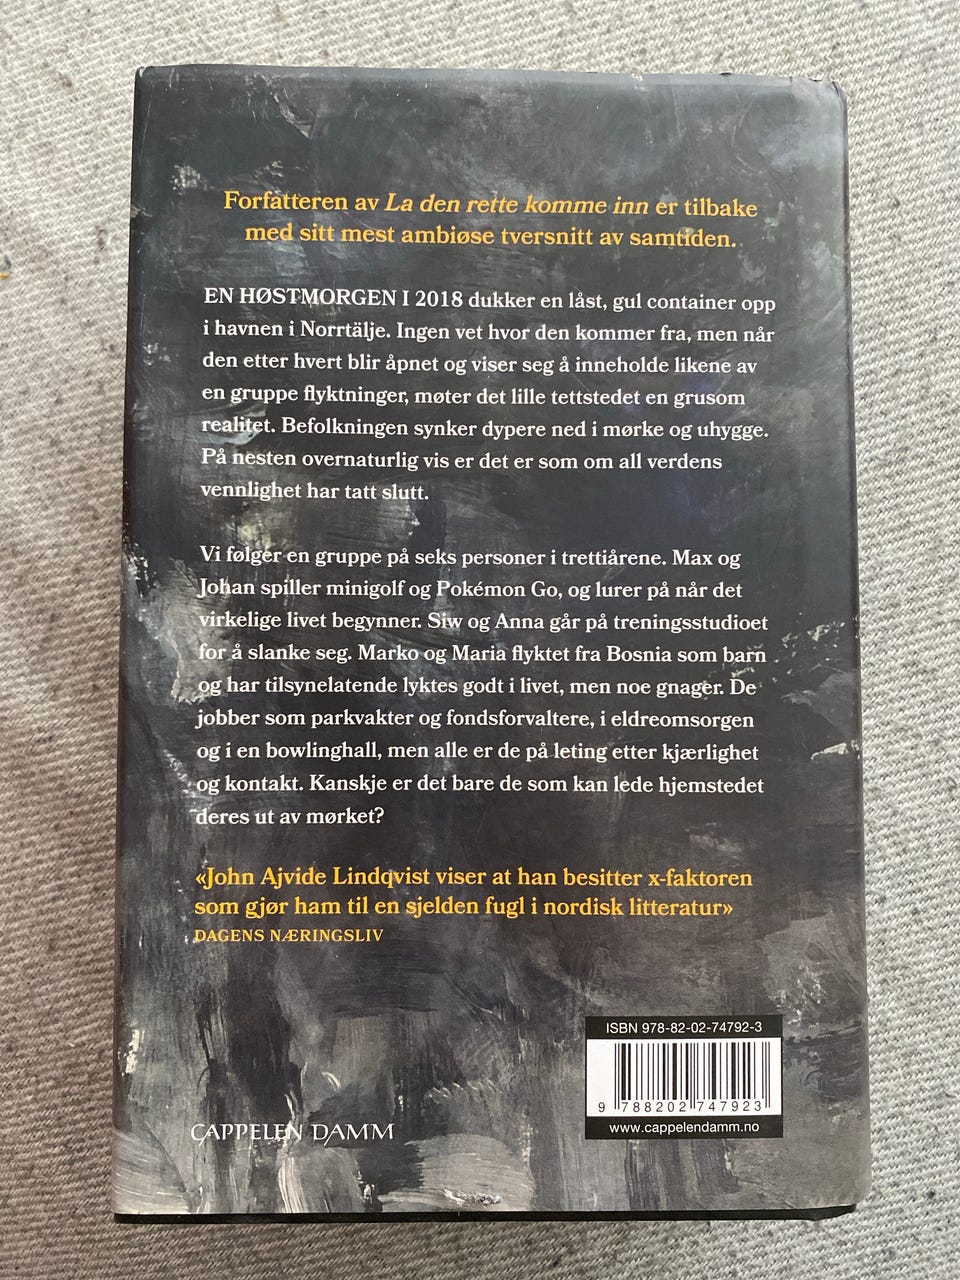 Forfatteren av La den rette komme inn er tilbake
med sitt mest ambiøse tversnitt av samtiden.
EN HØSTMORGEN I 2018 dukker en låst, gul container opp
i havnen i Norrtälje. Ingen vet hvor den kommer fra, men når
den etter hvert blir åpnet og viser seg å inneholde likene av
en gruppe flyktninger, møter det lille tettstedet en grusom
realitet. Befolkningen synker dypere ned i mørke og uhygge.
På nesten overnaturlig vis er det er som om all verdens
vennlighet har tatt slutt.
Vi følger en gruppe på seks personer i trettiårene. Max og
Johan spiller minigolf og Pokémon Go, og lurer på når det
virkelige livet begynner. Siw og Anna går på treningsstudioet
for å slanke seg. Marko og Maria flyktet fra Bosnia som barn
og har tilsynelatende lyktes godt i livet, men noe gnager. De
jobber som parkvakter og fondsforvaltere, i eldreomsorgen
og i en bowlinghall, men alle er de på leting etter kjærlighet
og kontakt. Kanskje er det bare de som kan lede hjemstedet
deres ut av mørket?
«John Ajvide Lindqvist viser at han besitter x-faktoren
som gjør ham til en sjelden fugl i nordisk litteratur»
DAGENS NÆRINGSLIV
ISBN 978-82-02-74792-3
9 788202 747923
www.cappelendamm.no
CAPPELEN DAMM